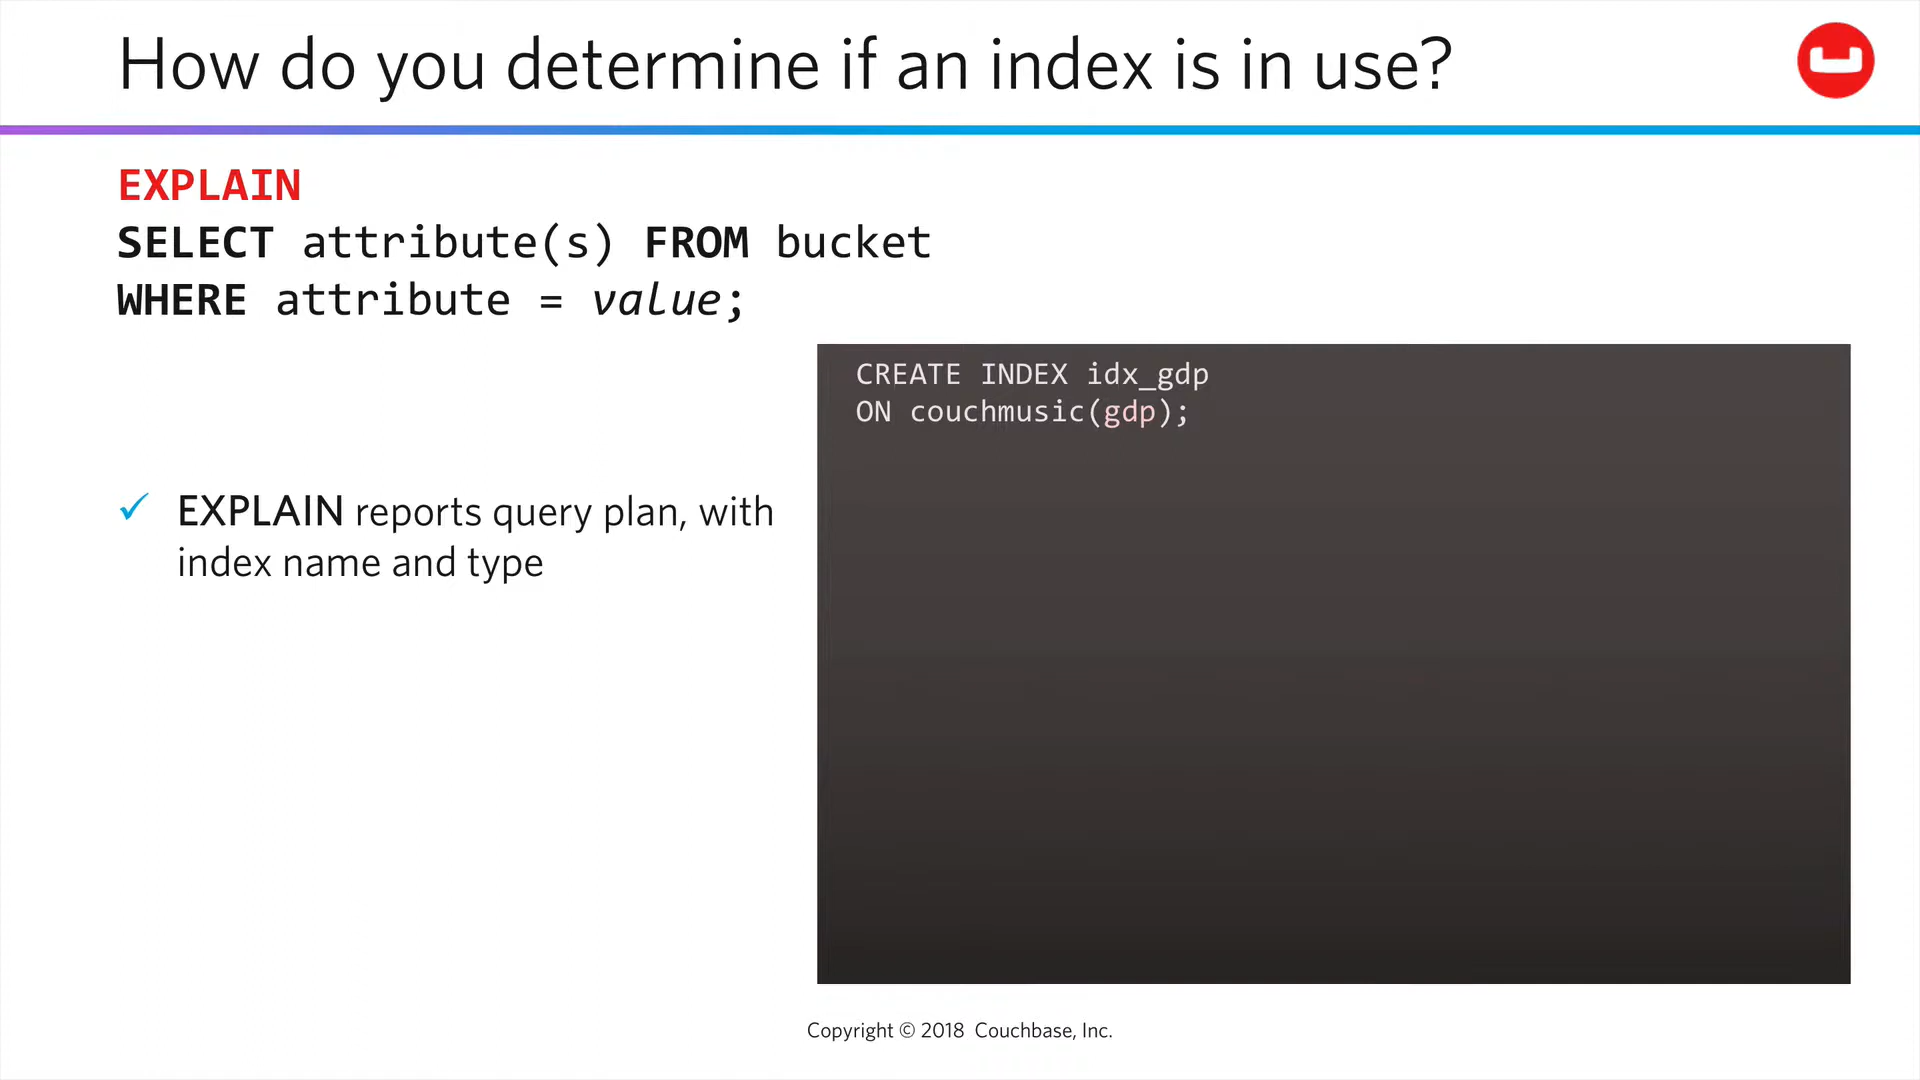 How do you determine if an index is in use?
EXPLAIN
SELECT attribute(s) FROM bucket
WHERE attribute = value;
CREATE INDEX idx_gdp
ON couchmusic(gdp);
✓ EXPLAIN reports query plan, with
index name and type
Copyright © 2018 Couchbase, Inc.